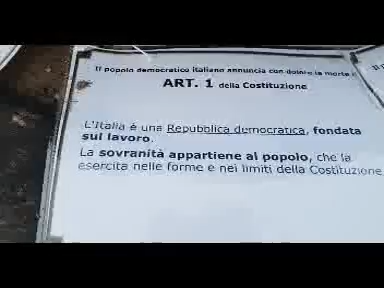 Il popolo democratico italiano annuncia con dolore la morte
ART. 1 della Costituzione
L'Italia è una Repubblica democratica, fondata
sul lavoro.
La sovranità appartiene al popolo, che la
esercita nelle forme e nei limiti della Costituzione